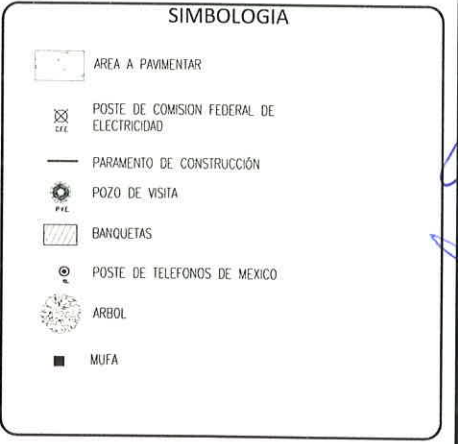 SIMBOLOGIA
AREA A PAVIMENTAR
POSTE DE COMISION FEDERAL DE
ELECTRICIDAD
C.F.E.
PARAMENTO DE CONSTRUCCIÓN
POZO DE VISITA
BANQUETAS
POSTE DE TELEFONOS DE MEXICO
ARBOL
MUFA